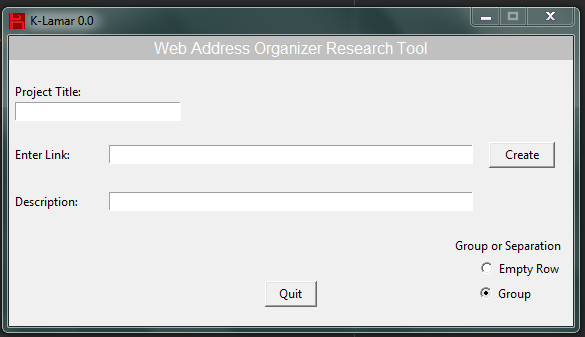 K-Lamar 0.0
Web Address Organizer Research Tool
Project Title:
Enter Link:
Create
Description:
Group or Separation
Empty Row
Group
Quit